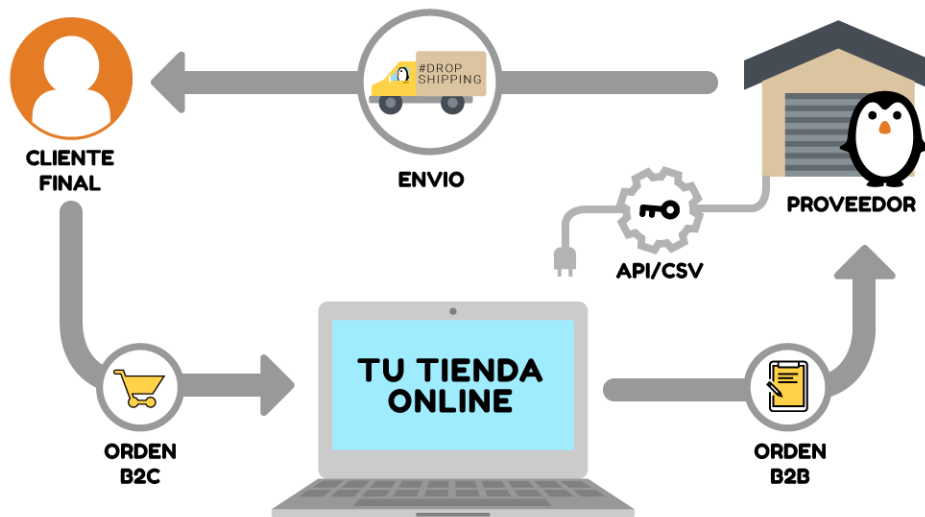 #DROP
SHIPPING
CLIENTE
FINAL
ENVIO
PROVEEDOR
API/CSV
TU TIENDA
ONLINE
ORDEN
B2C
ORDEN
B2B